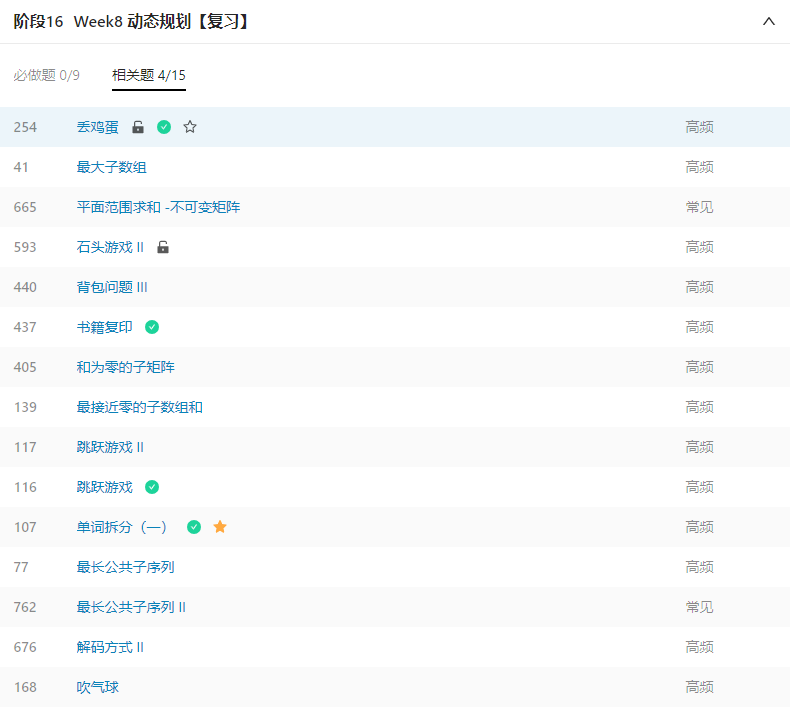 阶段16 Week8 动态规划【复习】
必做题 0/9 相关题 4/15
254 丢鸡蛋 高频
41 最大子数组 高频
665 平面范围求和 -不可变矩阵 常见
593 石头游戏 II 高频
440 背包问题 III 高频
437 书籍复印 高频
405 和为零的子矩阵 高频
139 最接近零的子数组和 高频
117 跳跃游戏 II 高频
116 跳跃游戏 高频
107 单词拆分（一） 高频
77 最长公共子序列 高频
762 最长公共子序列 II 常见
676 解码方式 II 高频
168 吹气球 高频